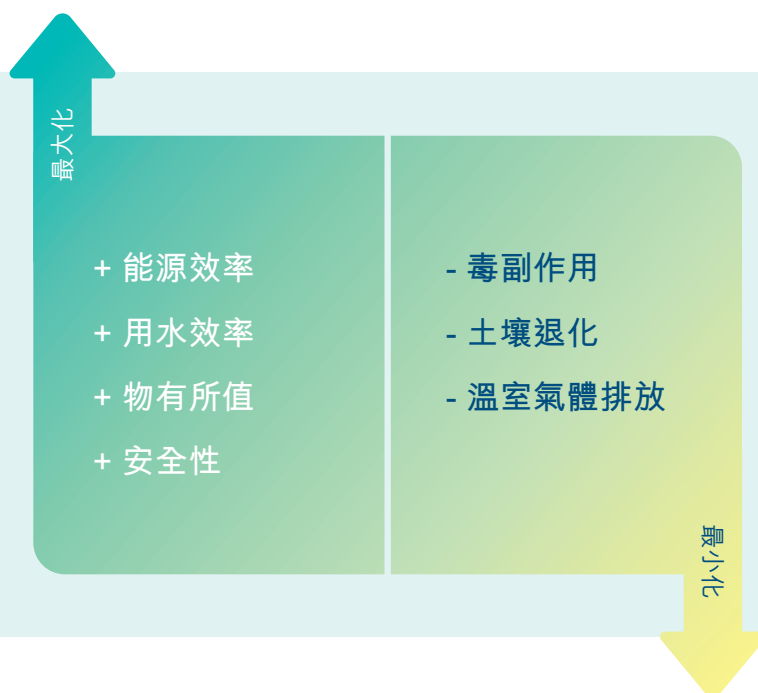 最大化
+ 能源效率
+ 用水效率
+ 物有所值
+ 安全性
- 毒副作用
- 土壤退化
- 溫室氣體排放
最小化